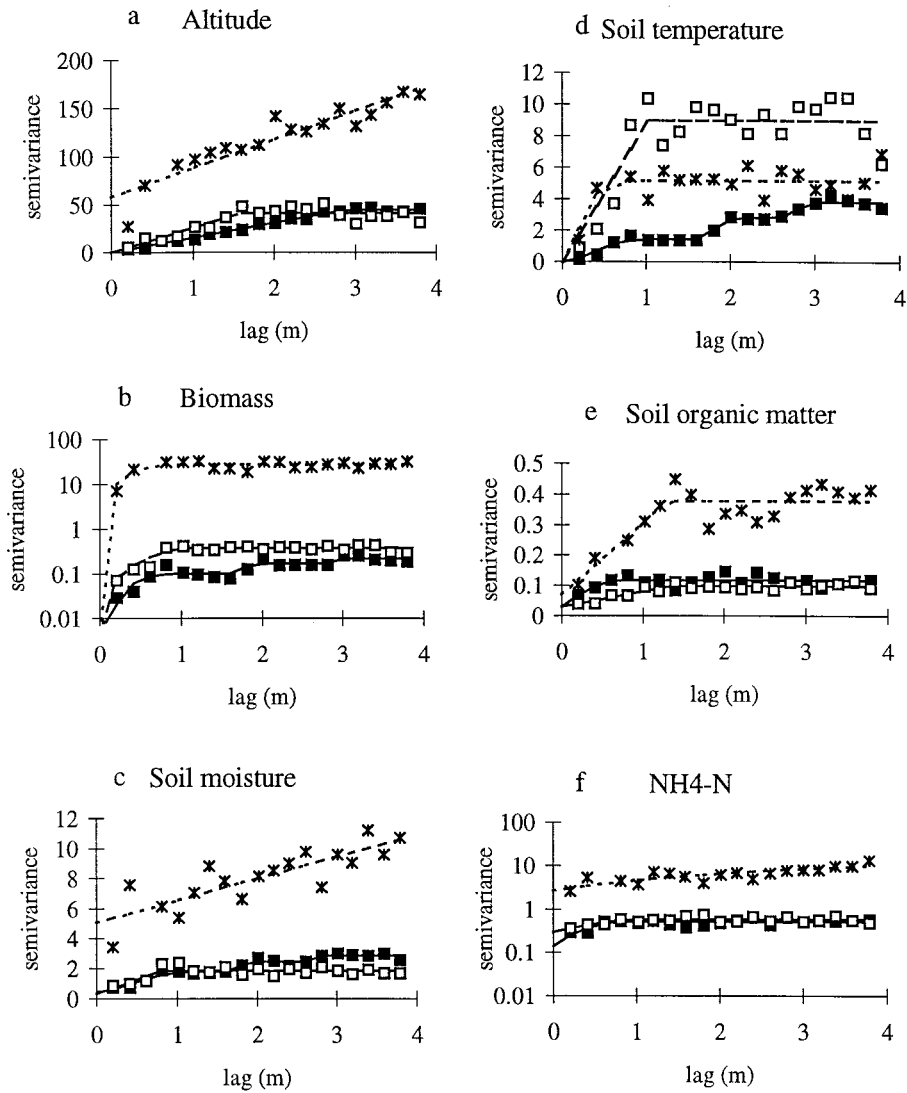 a Altitude
200
150
100
50
0
semivariance
0 1 2 3 4
lag (m)
d Soil temperature
12
10
8
6
4
2
0
semivariance
0 1 2 3 4
lag (m)
b Biomass
100
10
1
0.1
0.01
semivariance
0 1 2 3 4
lag (m)
e Soil organic matter
0.5
0.4
0.3
0.2
0.1
0
semivariance
0 1 2 3 4
lag (m)
c Soil moisture
12
10
8
6
4
2
0
semivariance
0 1 2 3 4
lag (m)
f NH4-N
100
10
1
0.1
0.01
semivariance
0 1 2 3 4
lag (m)